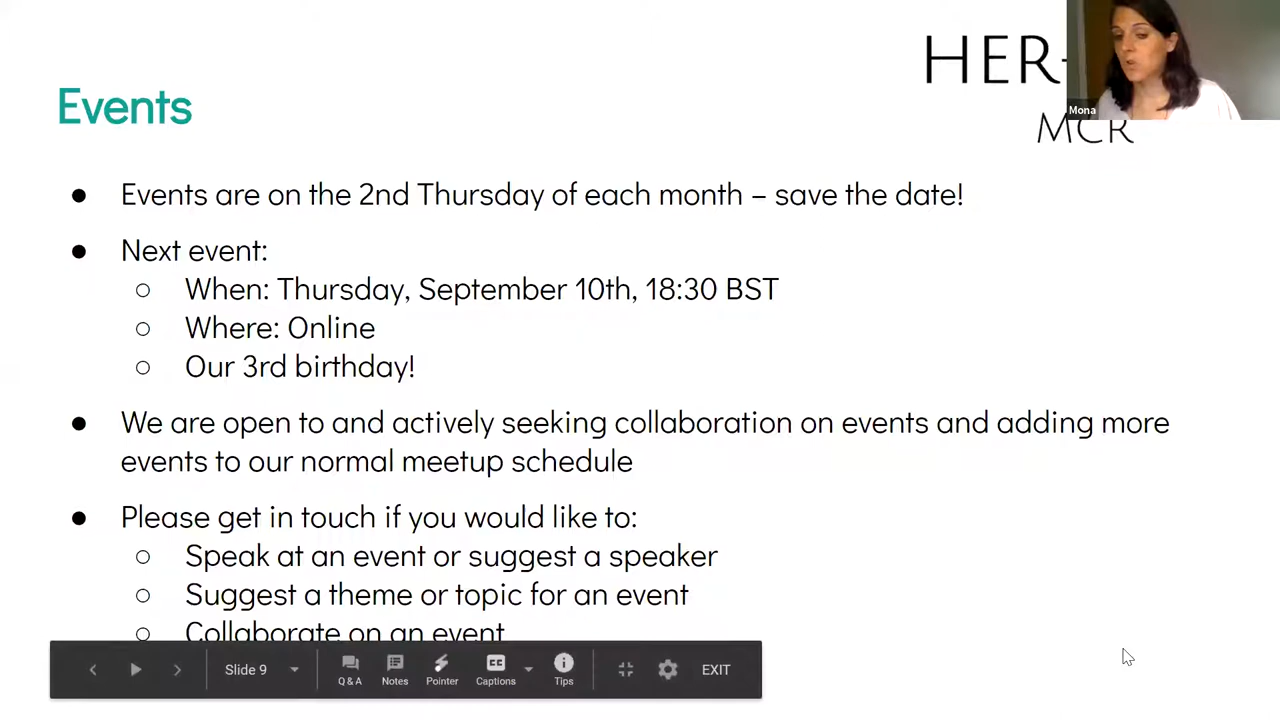 HER-
MCR
Mona
Events
● Events are on the 2nd Thursday of each month – save the date!
● Next event:
○ When: Thursday, September 10th, 18:30 BST
○ Where: Online
○ Our 3rd birthday!
● We are open to and actively seeking collaboration on events and adding more
events to our normal meetup schedule
● Please get in touch if you would like to:
○ Speak at an event or suggest a speaker
○ Suggest a theme or topic for an event
○ Collaborate on an event
Slide 9
Q & A
Notes
Pointer
CC
Captions
Tips
EXIT